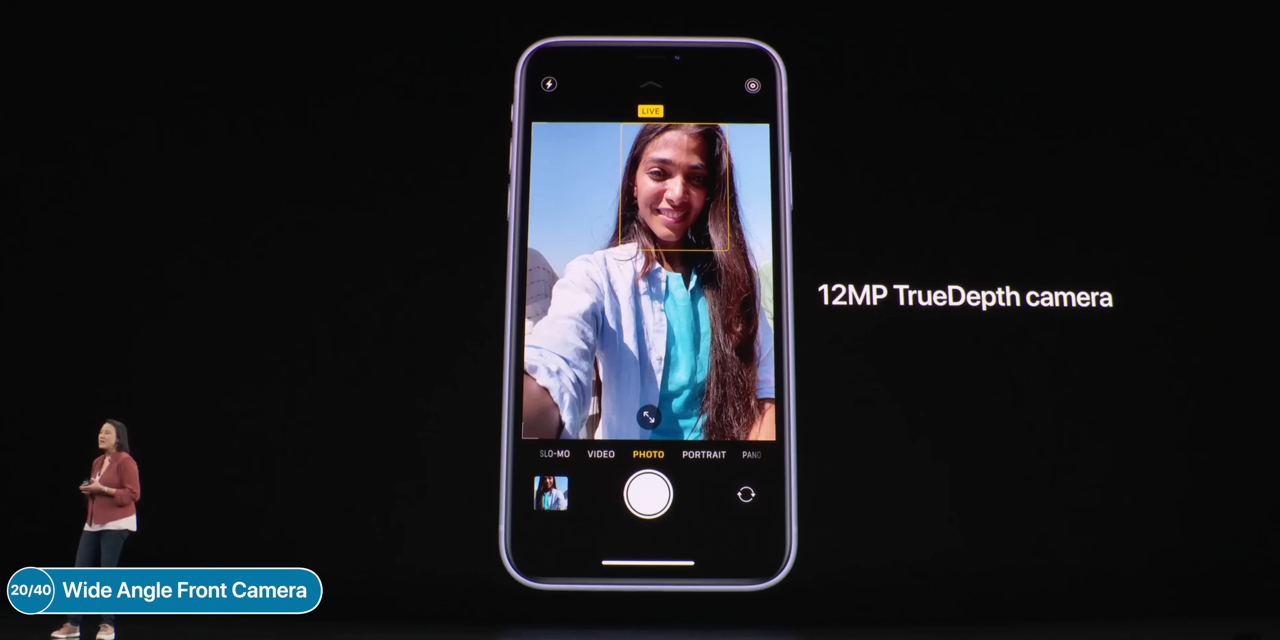 LIVE
12MP TrueDepth camera
SLO-MO VIDEO PHOTO PORTRAIT PANO
20/40 Wide Angle Front Camera